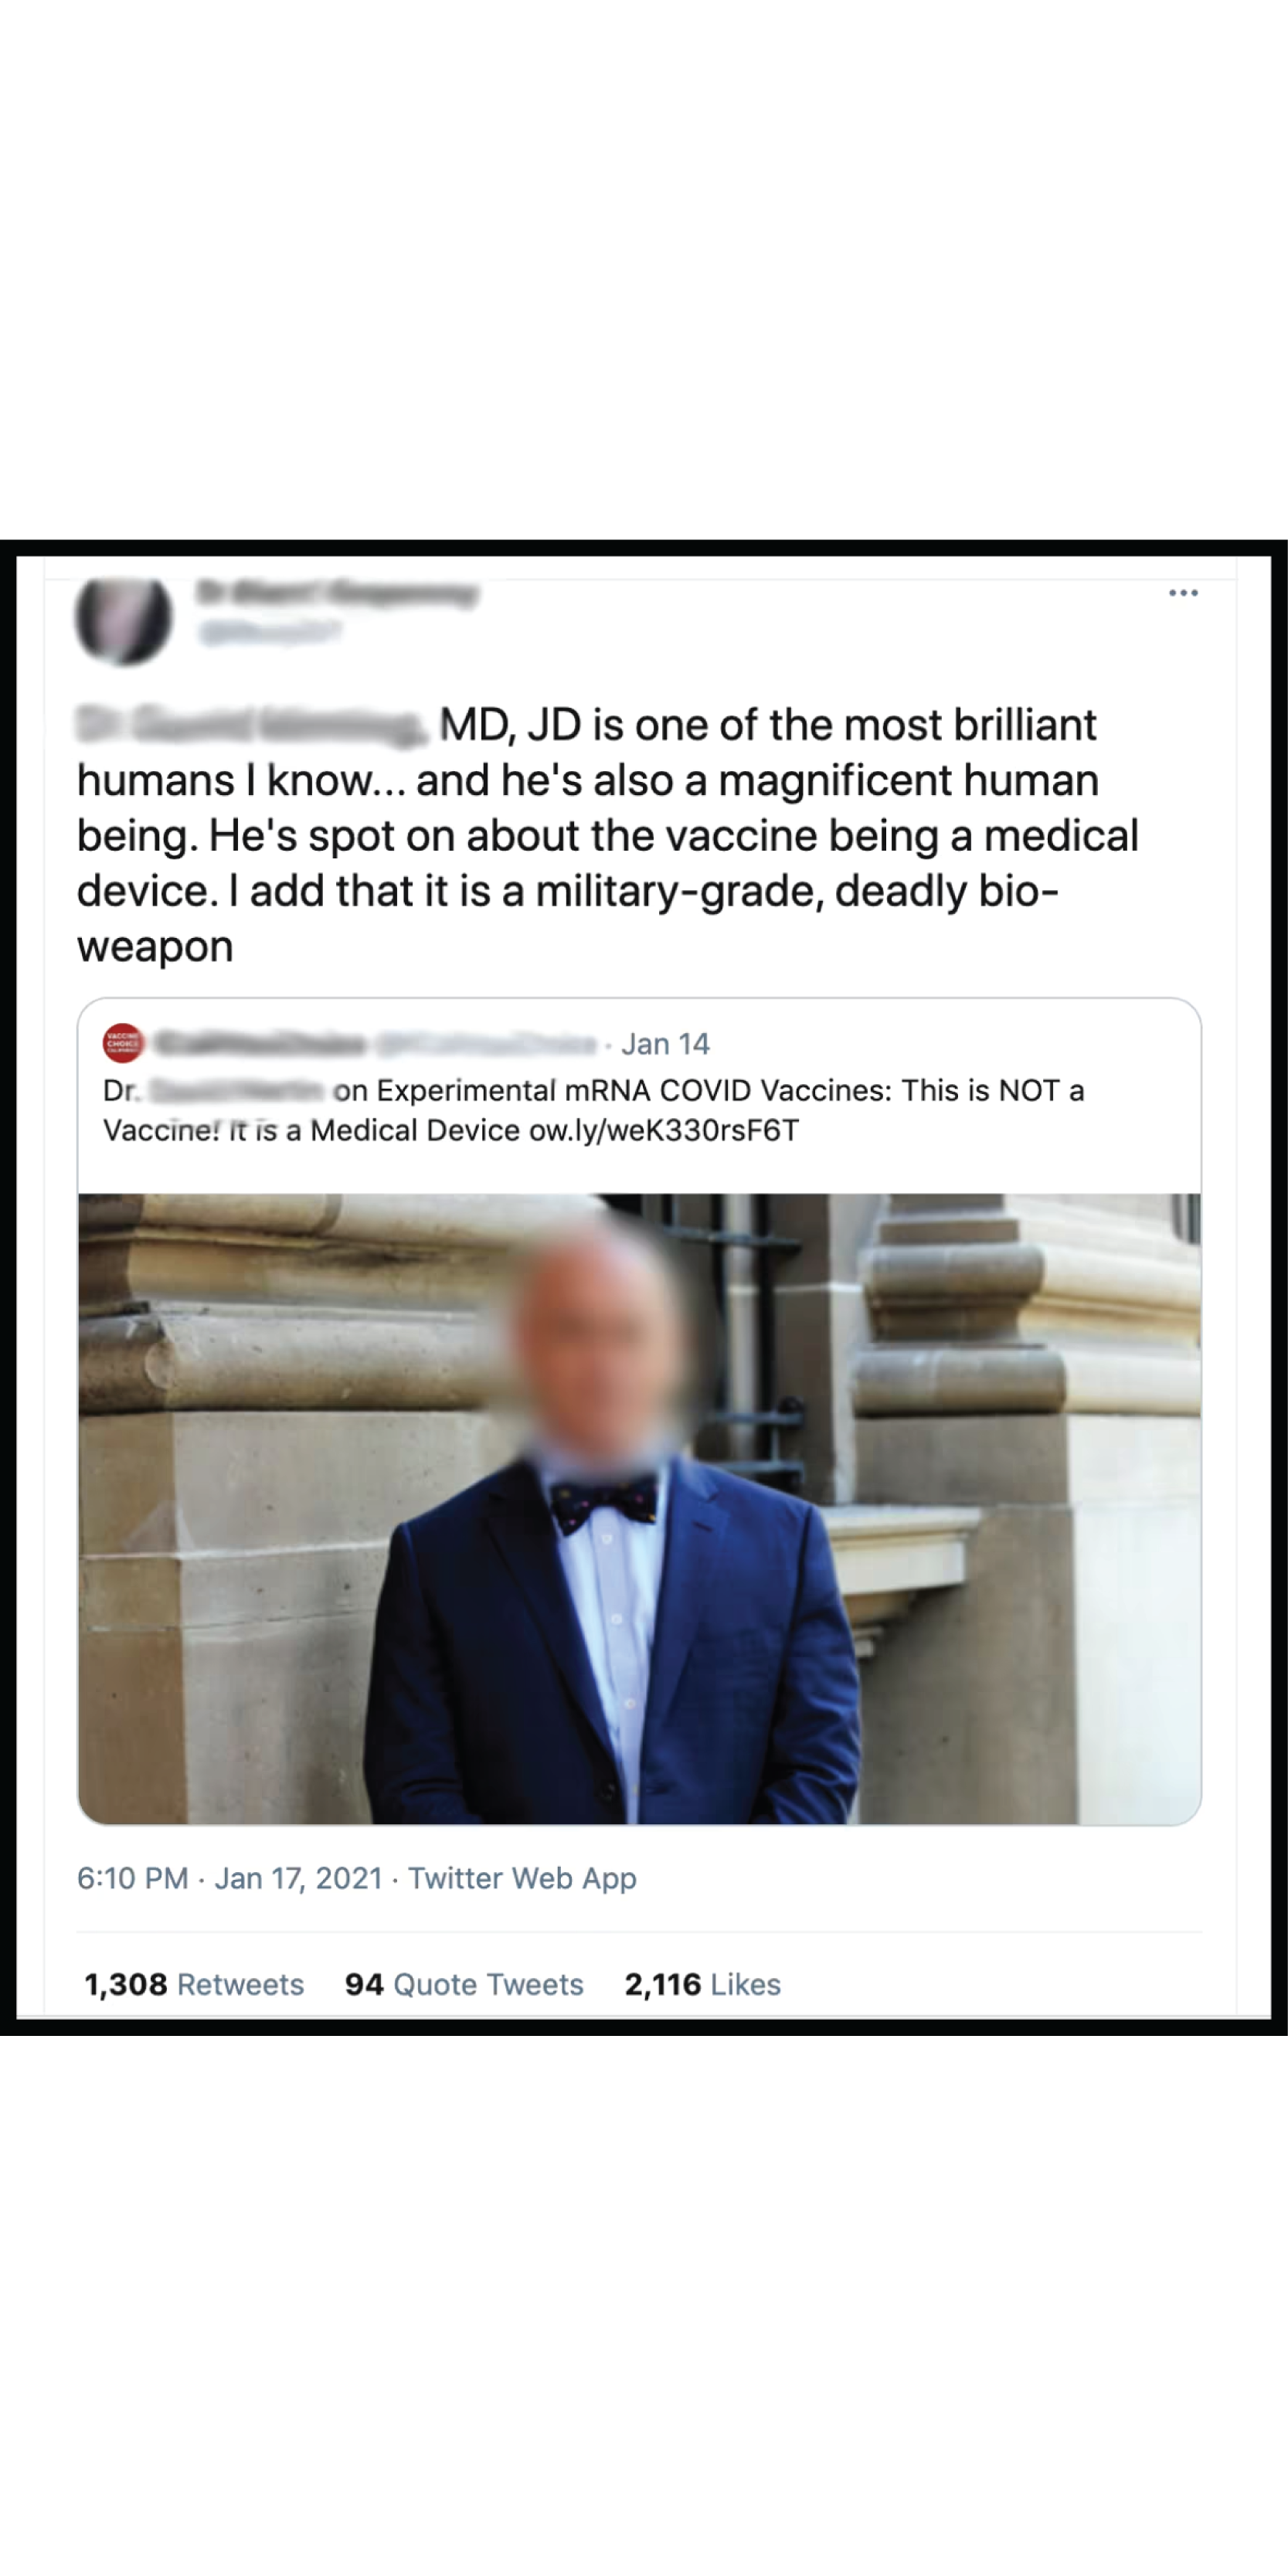 MD, JD is one of the most brilliant
humans I know... and he's also a magnificent human
being. He's spot on about the vaccine being a medical
device. I add that it is a military-grade, deadly bio-
weapon
VACCINE
CHOICE
· Jan 14
Dr. on Experimental mRNA COVID Vaccines: This is NOT a
Vaccine! It is a Medical Device ow.ly/weK330rsF6T
6:10 PM · Jan 17, 2021 · Twitter Web App
1,308 Retweets 94 Quote Tweets 2,116 Likes